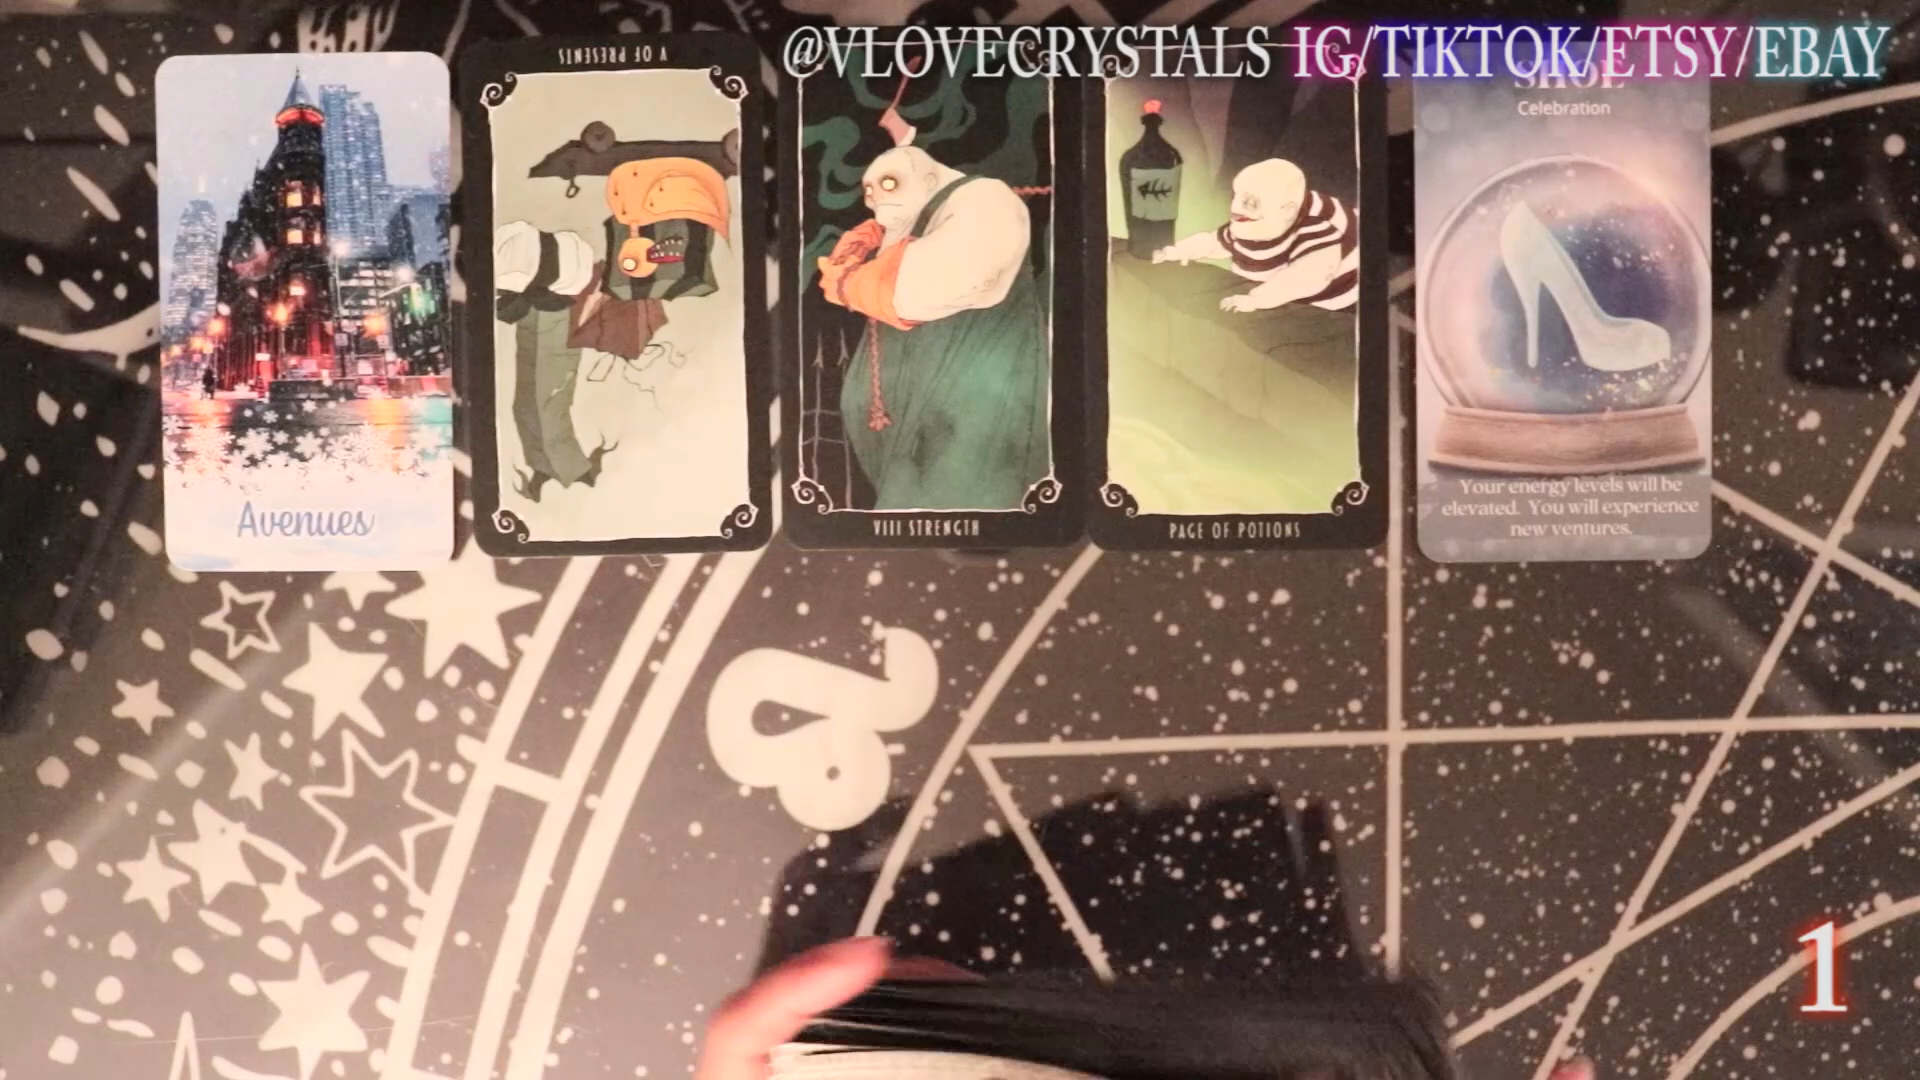 @VLOVECRYSTALS IG/TIKTOK/ETSY/EBAY
V OF PRESENTS
SHOE
Celebration
Your energy levels will be
elevated. You will experience
new ventures.
Avenues
VIII STRENGTH
PAGE OF POTIONS
1